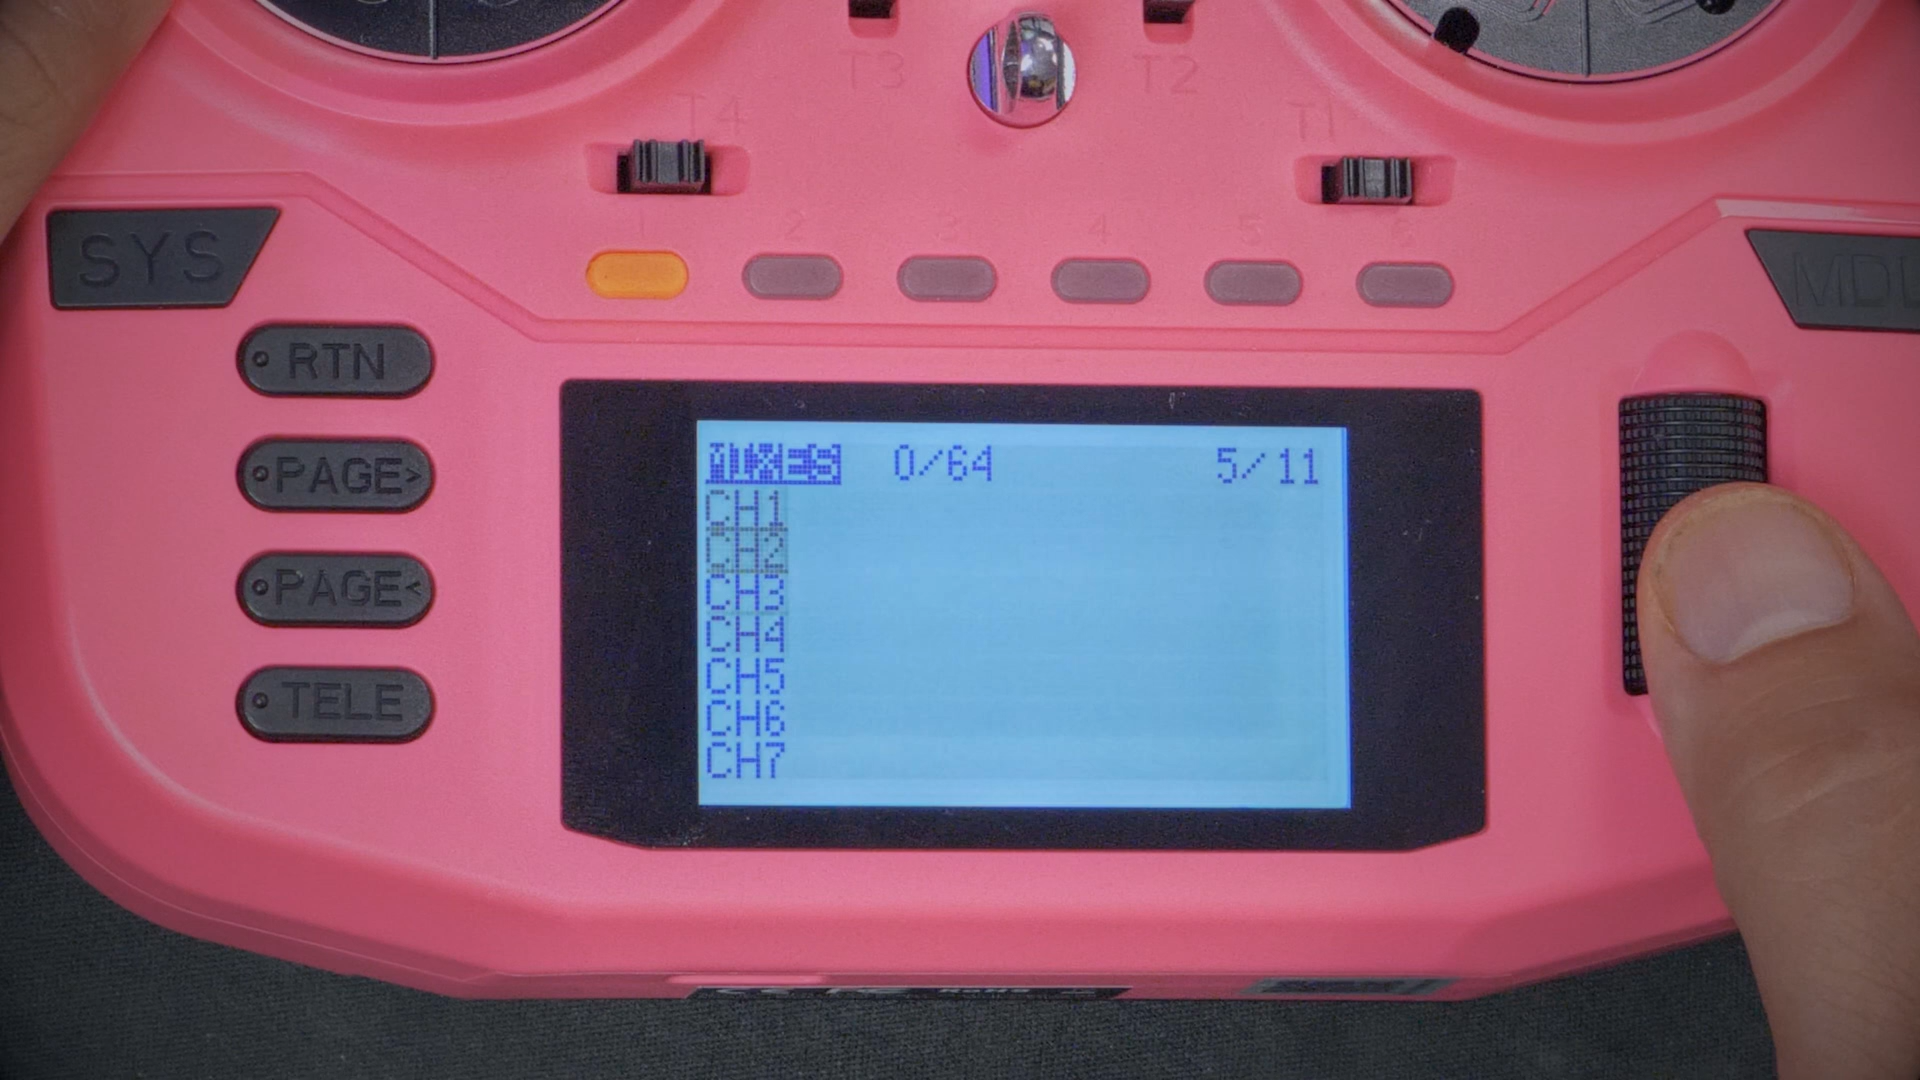 T3 T2
T4 T1
1 2 3 4 5 6
SYS MDL
RTN
PAGE>
PAGE<
TELE
MIXES 0/64 5/11
CH1
CH2
CH3
CH4
CH5
CH6
CH7